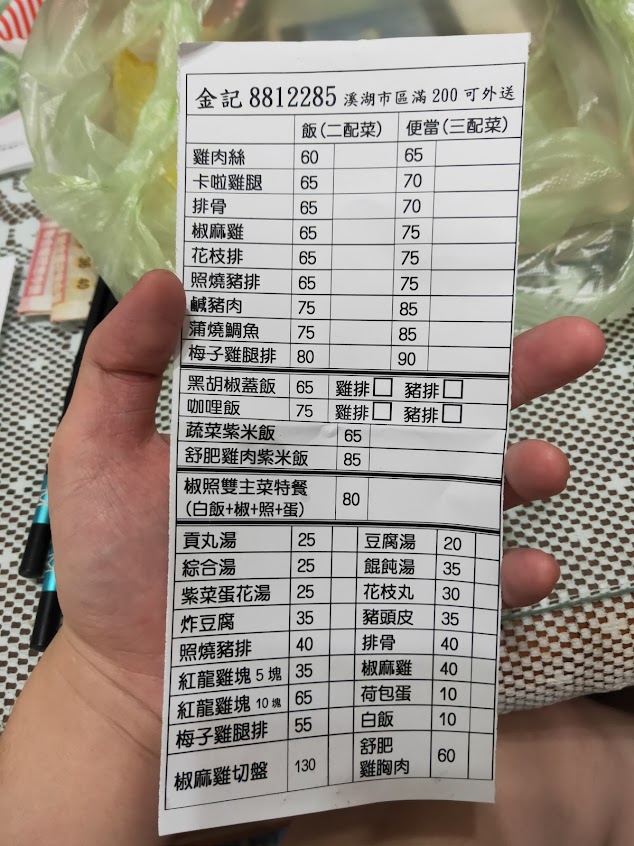 金記 8812285 溪湖市區滿 200 可外送
飯(二配菜) 便當(三配菜)
雞肉絲 60 65
卡啦雞腿 65 70
排骨 65 70
椒麻雞 65 75
花枝排 65 75
照燒豬排 65 75
鹹豬肉 75 85
蒲燒鯛魚 75 85
梅子雞腿排 80 90
黑胡椒蓋飯 65 雞排□ 豬排□
咖哩飯 75 雞排□ 豬排□
蔬菜紫米飯 65
舒肥雞肉紫米飯 85
椒照雙主菜特餐 80
(白飯+椒+照+蛋)
貢丸湯 25 豆腐湯 20
綜合湯 25 餛飩湯 35
紫菜蛋花湯 25 花枝丸 30
炸豆腐 35 豬頭皮 35
照燒豬排 40 排骨 40
紅龍雞塊 5 塊 35 椒麻雞 40
紅龍雞塊 10 塊 65 荷包蛋 10
梅子雞腿排 55 白飯 10
椒麻雞切盤 130 舒肥雞胸肉 60